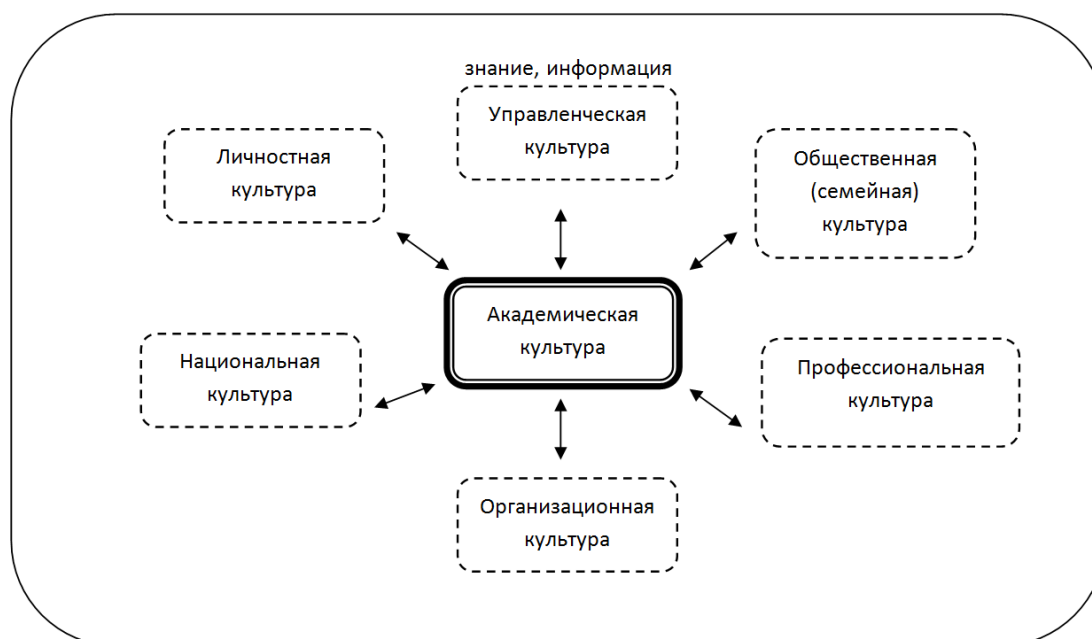 знание, информация
Управленческая
культура
Личностная
культура
Общественная
(семейная)
культура
Академическая
культура
Национальная
культура
Профессиональная
культура
Организационная
культура